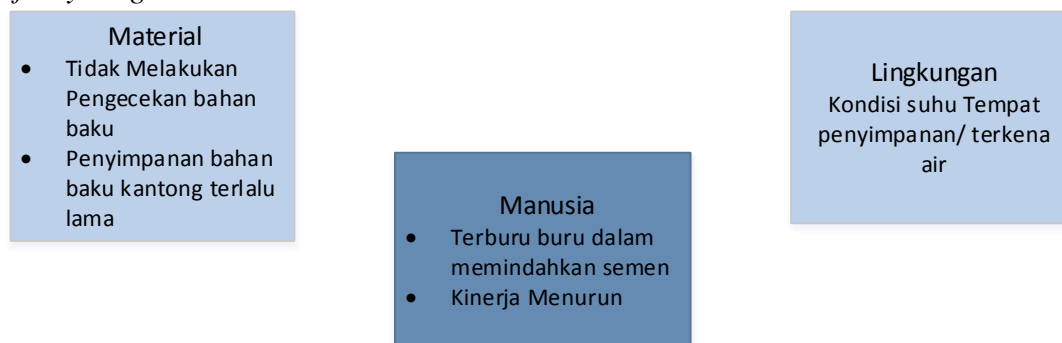 Material
• Tidak Melakukan
Pengecekan bahan
baku
• Penyimpanan bahan
baku kantong terlalu
lama
Manusia
• Terburu buru dalam
memindahkan semen
• Kinerja Menurun
Lingkungan
Kondisi suhu Tempat
penyimpanan/ terkena
air